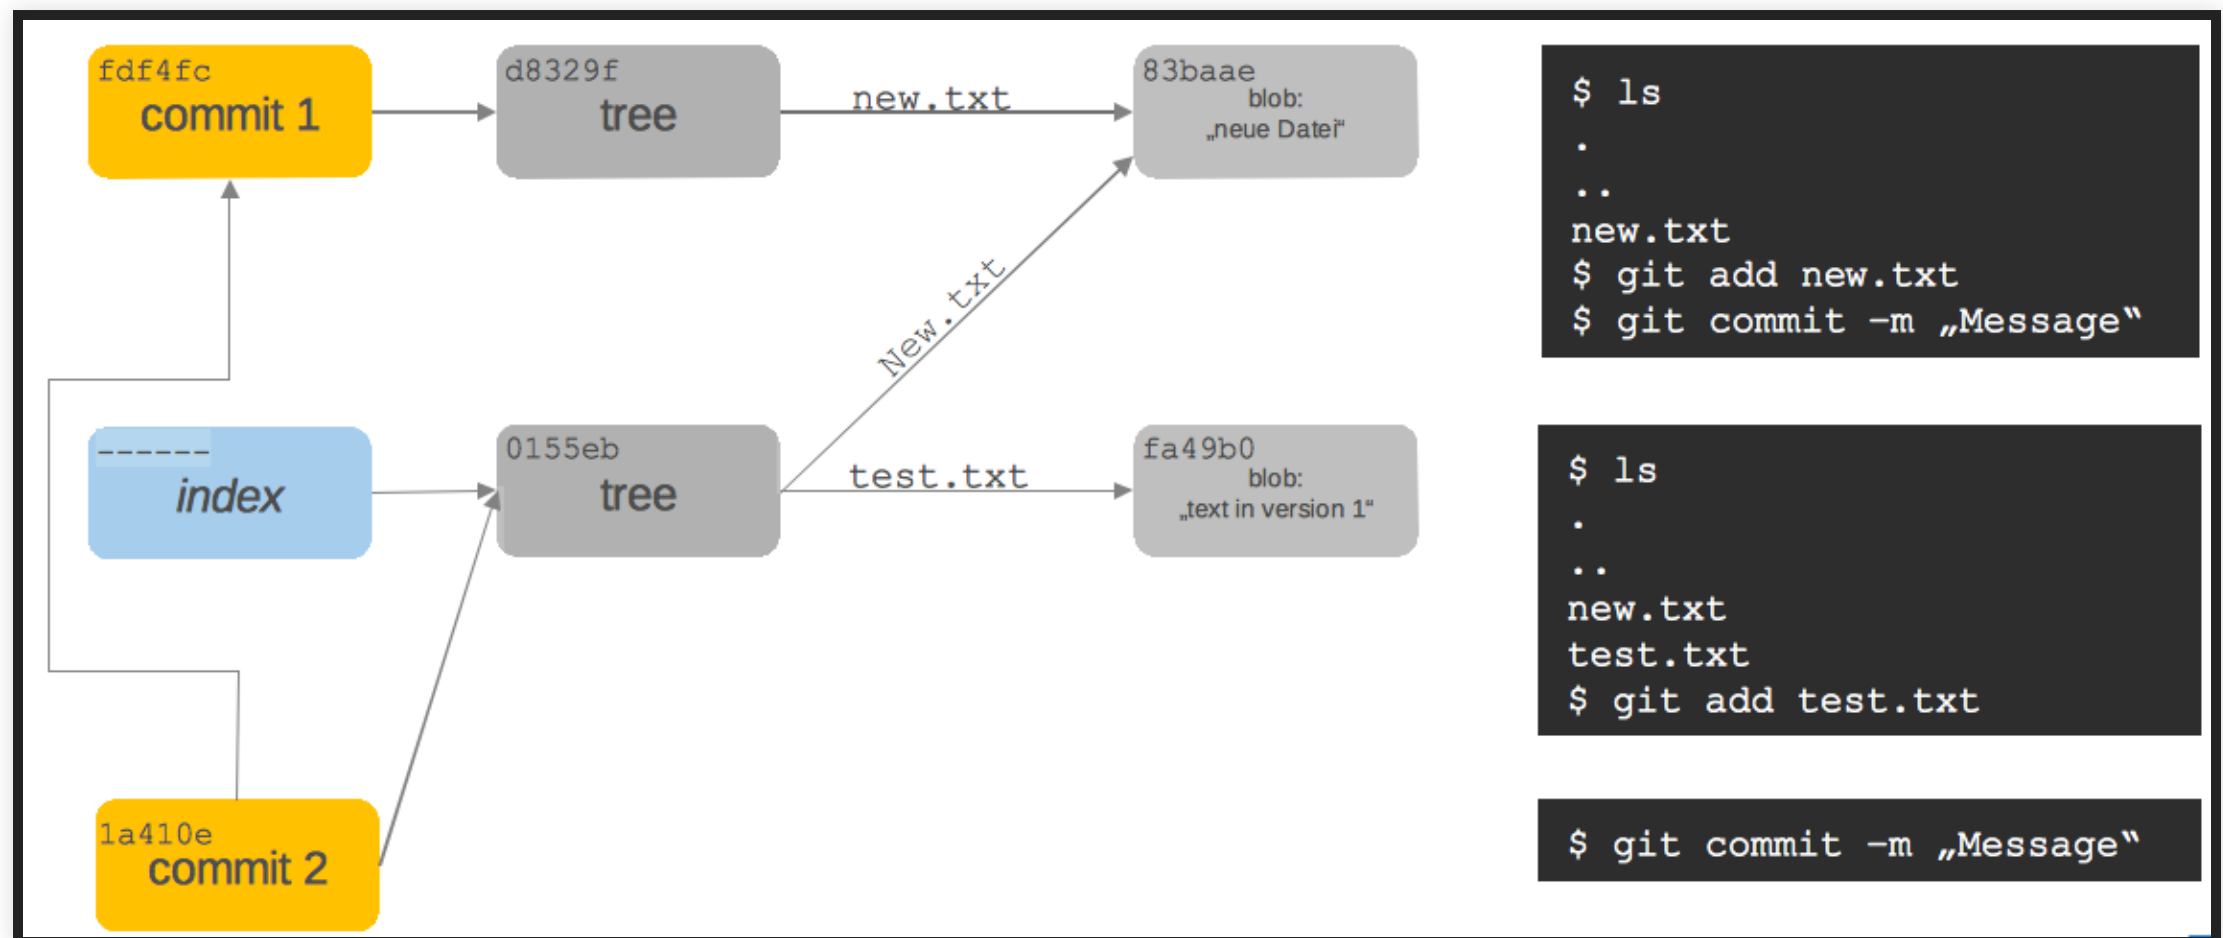 fdf4fc
commit 1
d8329f
tree
new.txt
83baae
blob:
„neue Datei“
$ ls
.
..
new.txt
$ git add new.txt
$ git commit –m „Message“
New.txt
------
index
0155eb
tree
test.txt
fa49b0
blob:
„text in version 1“
$ ls
.
..
new.txt
test.txt
$ git add test.txt
1a410e
commit 2
$ git commit –m „Message“